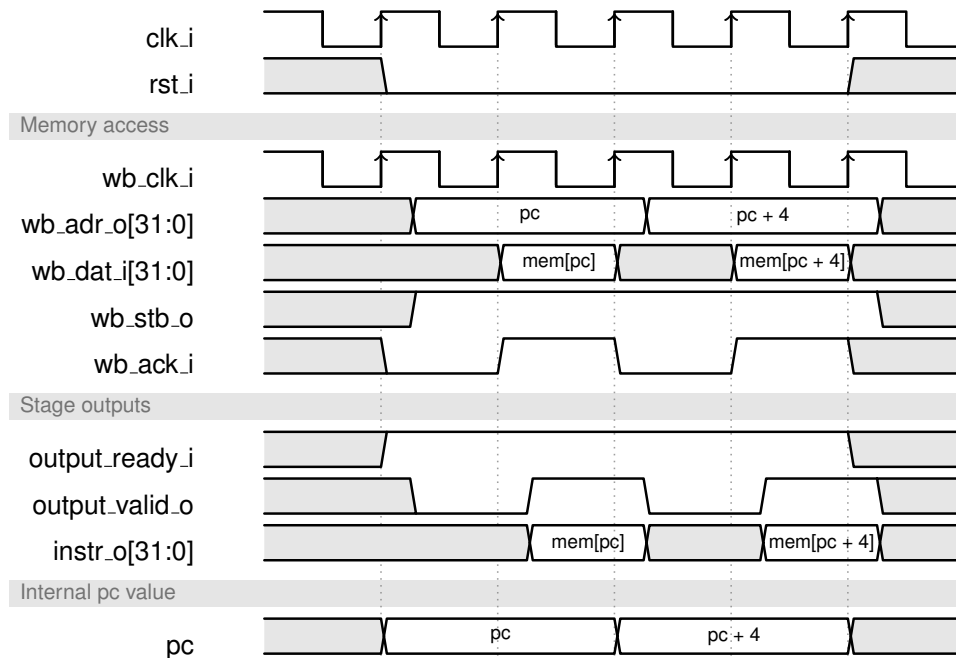 clk_i
rst_i
Memory access
wb_clk_i
wb_adr_o[31:0] pc pc + 4
wb_dat_i[31:0] mem[pc] mem[pc + 4]
wb_stb_o
wb_ack_i
Stage outputs
output_ready_i
output_valid_o
instr_o[31:0] mem[pc] mem[pc + 4]
Internal pc value
pc pc pc + 4